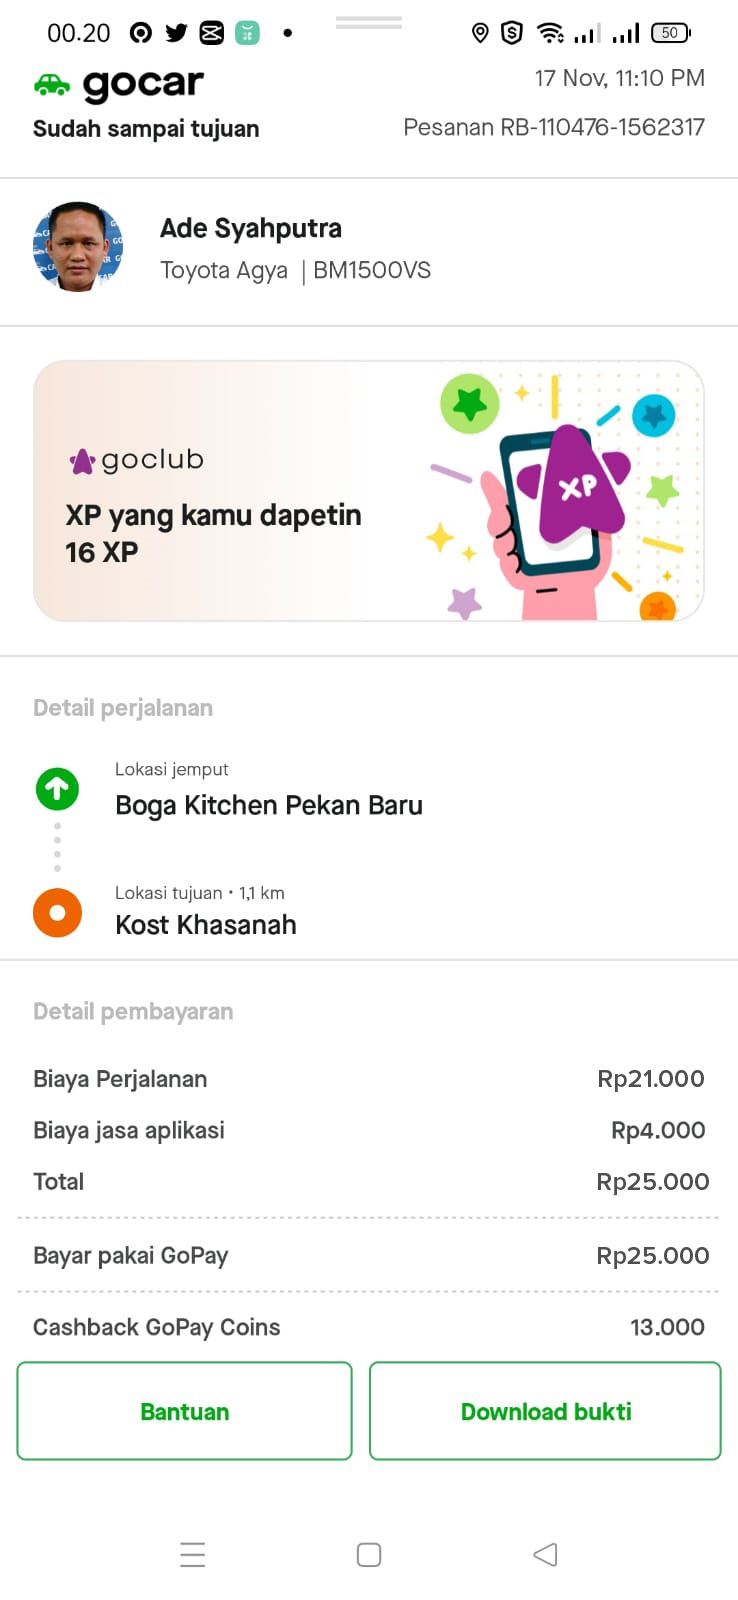 00.20
50
gocar
17 Nov, 11:10 PM
Sudah sampai tujuan
Pesanan RB-110476-1562317
Ade Syahputra
Toyota Agya | BM1500VS
goclub
XP yang kamu dapetin
16 XP
XP
Detail perjalanan
Lokasi jemput
Boga Kitchen Pekan Baru
Lokasi tujuan • 1,1 km
Kost Khasanah
Detail pembayaran
Biaya Perjalanan Rp21.000
Biaya jasa aplikasi Rp4.000
Total Rp25.000
Bayar pakai GoPay Rp25.000
Cashback GoPay Coins 13.000
Bantuan
Download bukti